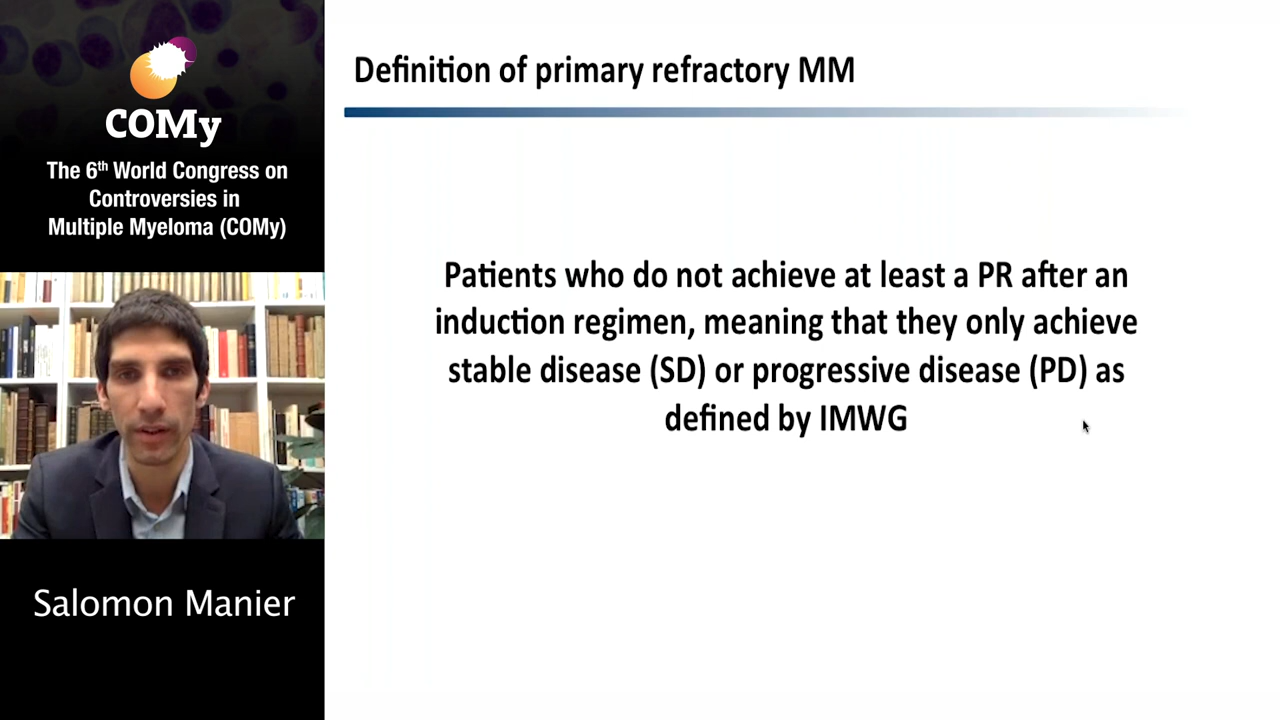 COMy
The 6th World Congress on
Controversies in
Multiple Myeloma (COMy)
Salomon Manier
Definition of primary refractory MM
Patients who do not achieve at least a PR after an
induction regimen, meaning that they only achieve
stable disease (SD) or progressive disease (PD) as
defined by IMWG